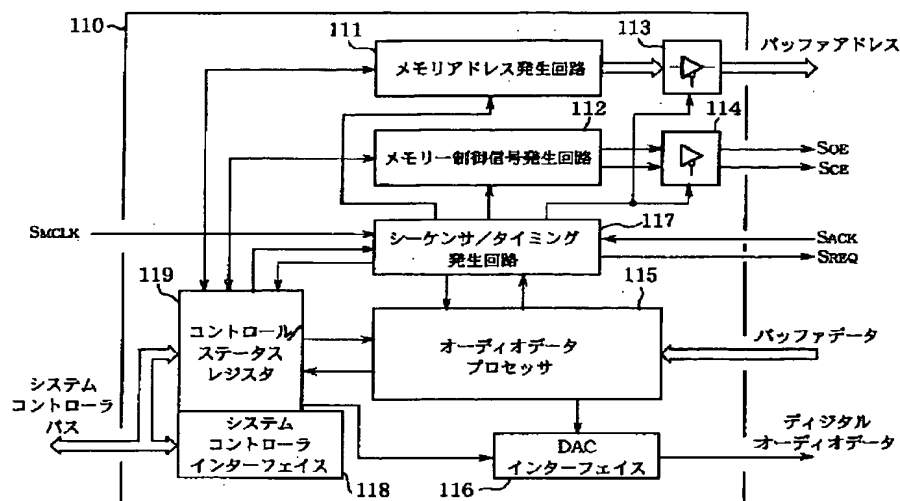 110
111
メモリアドレス発生回路
113
バッファアドレス
112
メモリー制御信号発生回路
114
SOE
SCE
SMCLK
117
シーケンサ／タイミング
発生回路
SACK
SREQ
119
コントロール/
ステータス
レジスタ
115
オーディオデータ
プロセッサ
バッファデータ
システム
コントローラ
バス
システム
コントローラ
インターフェイス
118
DAC
インターフェイス
116
ディジタル
オーディオデータ